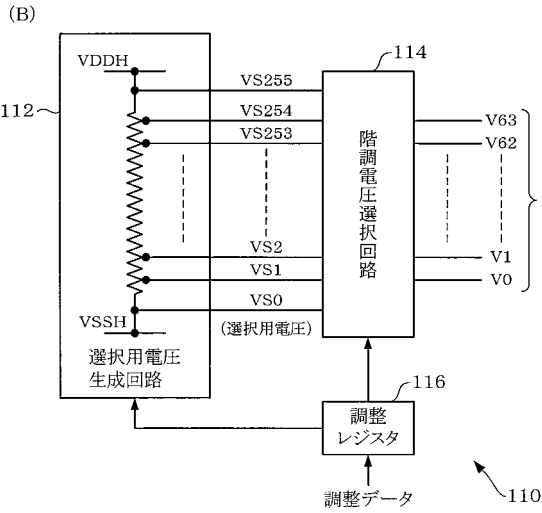 (B)
VDDH
112
VS255
VS254
VS253
VS2
VS1
VS0
(選択用電圧)
VSSH
選択用電圧
生成回路
114
階調電圧選択回路
V63
V62
V1
V0
116
調整
レジスタ
調整データ
110